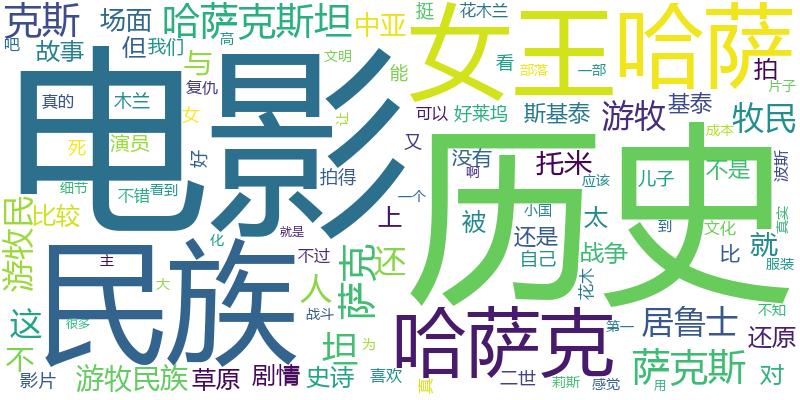 克斯
场面
哈萨克斯坦
中亚
挺
花木兰
女王
哈萨
吧
故事
但
我们
高
文明
与
能
看
部落
一部
拍
片子
电影
真的
木兰
复仇
女
可以
好莱坞
斯基泰
游牧
基泰
牧民
成本
死
演员
好
让
又
没有
啊
托米
应该
儿子
不是
波斯
细节
不错
看到
拍得
一个
历史
游牧民
比较
化
就是
不过
上
被
小国
还是
自己
太
战争
到
文化
真实
民族
主
大
人
萨克
还
花木
比
就
服装
这
很多
战斗
哈萨克
第一
居鲁士
还原
不知
不
坦
为
影片
游牧民族
草原
剧情
史诗
喜欢
真
二世
莉斯
感觉
萨克斯
用
对